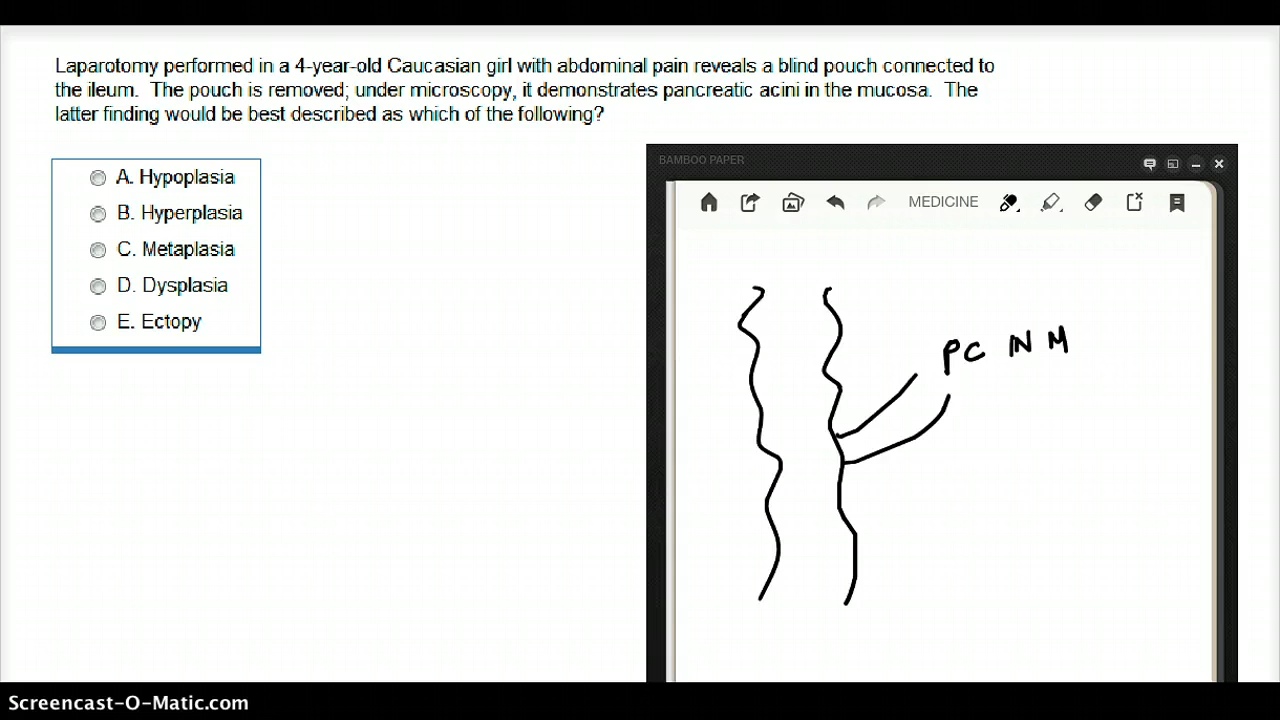 Laparotomy performed in a 4-year-old Caucasian girl with abdominal pain reveals a blind pouch connected to
the ileum.  The pouch is removed; under microscopy, it demonstrates pancreatic acini in the mucosa.  The
latter finding would be best described as which of the following?
A. Hypoplasia
B. Hyperplasia
C. Metaplasia
D. Dysplasia
E. Ectopy
BAMBOO PAPER
MEDICINE
PC IN M
Screencast-O-Matic.com